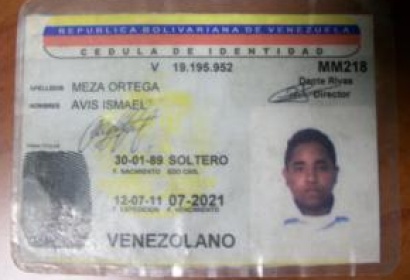 REPUBLICA BOLIVARIANA DE VENEZUELA
CEDULA DE IDENTIDAD
V 19.195.952 MM218
Dante Rivas
Director
APELLIDOS MEZA ORTEGA
NOMBRES AVIS ISMAEL
30-01-89 SOLTERO
F. NACIMIENTO EDO CIVIL
12-07-11 07-2021
F. EXPEDICION F. VENCIMIENTO
VENEZOLANO